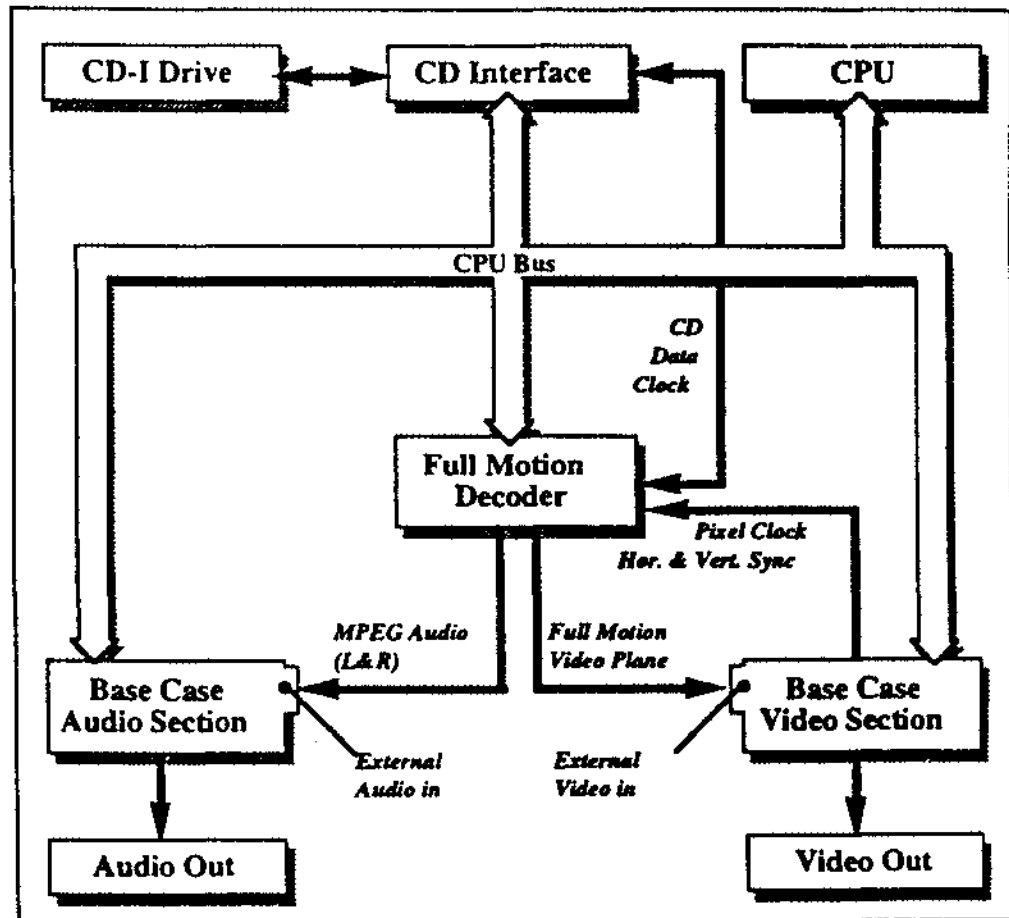 CD-I Drive
CD Interface
CPU
CPU Bus
CD
Data
Clock
Full Motion
Decoder
Pixel Clock
Hor. & Vert. Sync
MPEG Audio
(L&R)
Full Motion
Video Plane
Base Case
Audio Section
Base Case
Video Section
External
Audio in
External
Video in
Audio Out
Video Out